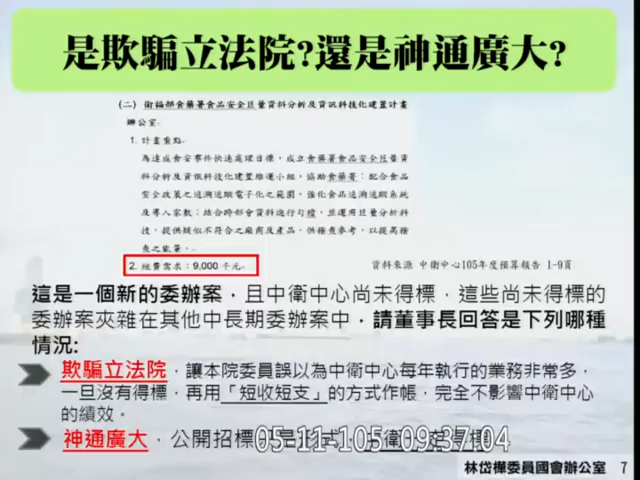 是欺騙立法院?還是神通廣大?
(二) 衛福部食藥署食品安全巨量資料分析及資訊科技化建置計畫
辦公室.
1. 計畫重點
為達成食安事件快速處理目標，成立食藥署食品安全巨量資
料分析及資訊科技化建置維運小組，協助食藥署：配合食品
安全政策之追溯追蹤電子化之範圍，強化食品追溯追蹤系統
及導入家數；結合跨部會資料進行勾稽，並運用巨量分析科
技，提供疑似不符合之廠商及產品，供稽查參考，以提高稽
查之能量。
2. 經費需求：9,000 千元。
資料來源 中衛中心105年度預算報告 1-9頁
這是一個新的委辦案，且中衛中心尚未得標，這些尚未得標的
委辦案夾雜在其他中長期委辦案中，請董事長回答是下列哪種
情況:
欺騙立法院，讓本院委員誤以為中衛中心每年執行的業務非常多，
一旦沒有得標，再用「短收短支」的方式作帳，完全不影響中衛中心
的績效。
神通廣大，公開招標
05-11-105 09:37:04
林岱樺委員國會辦公室 7